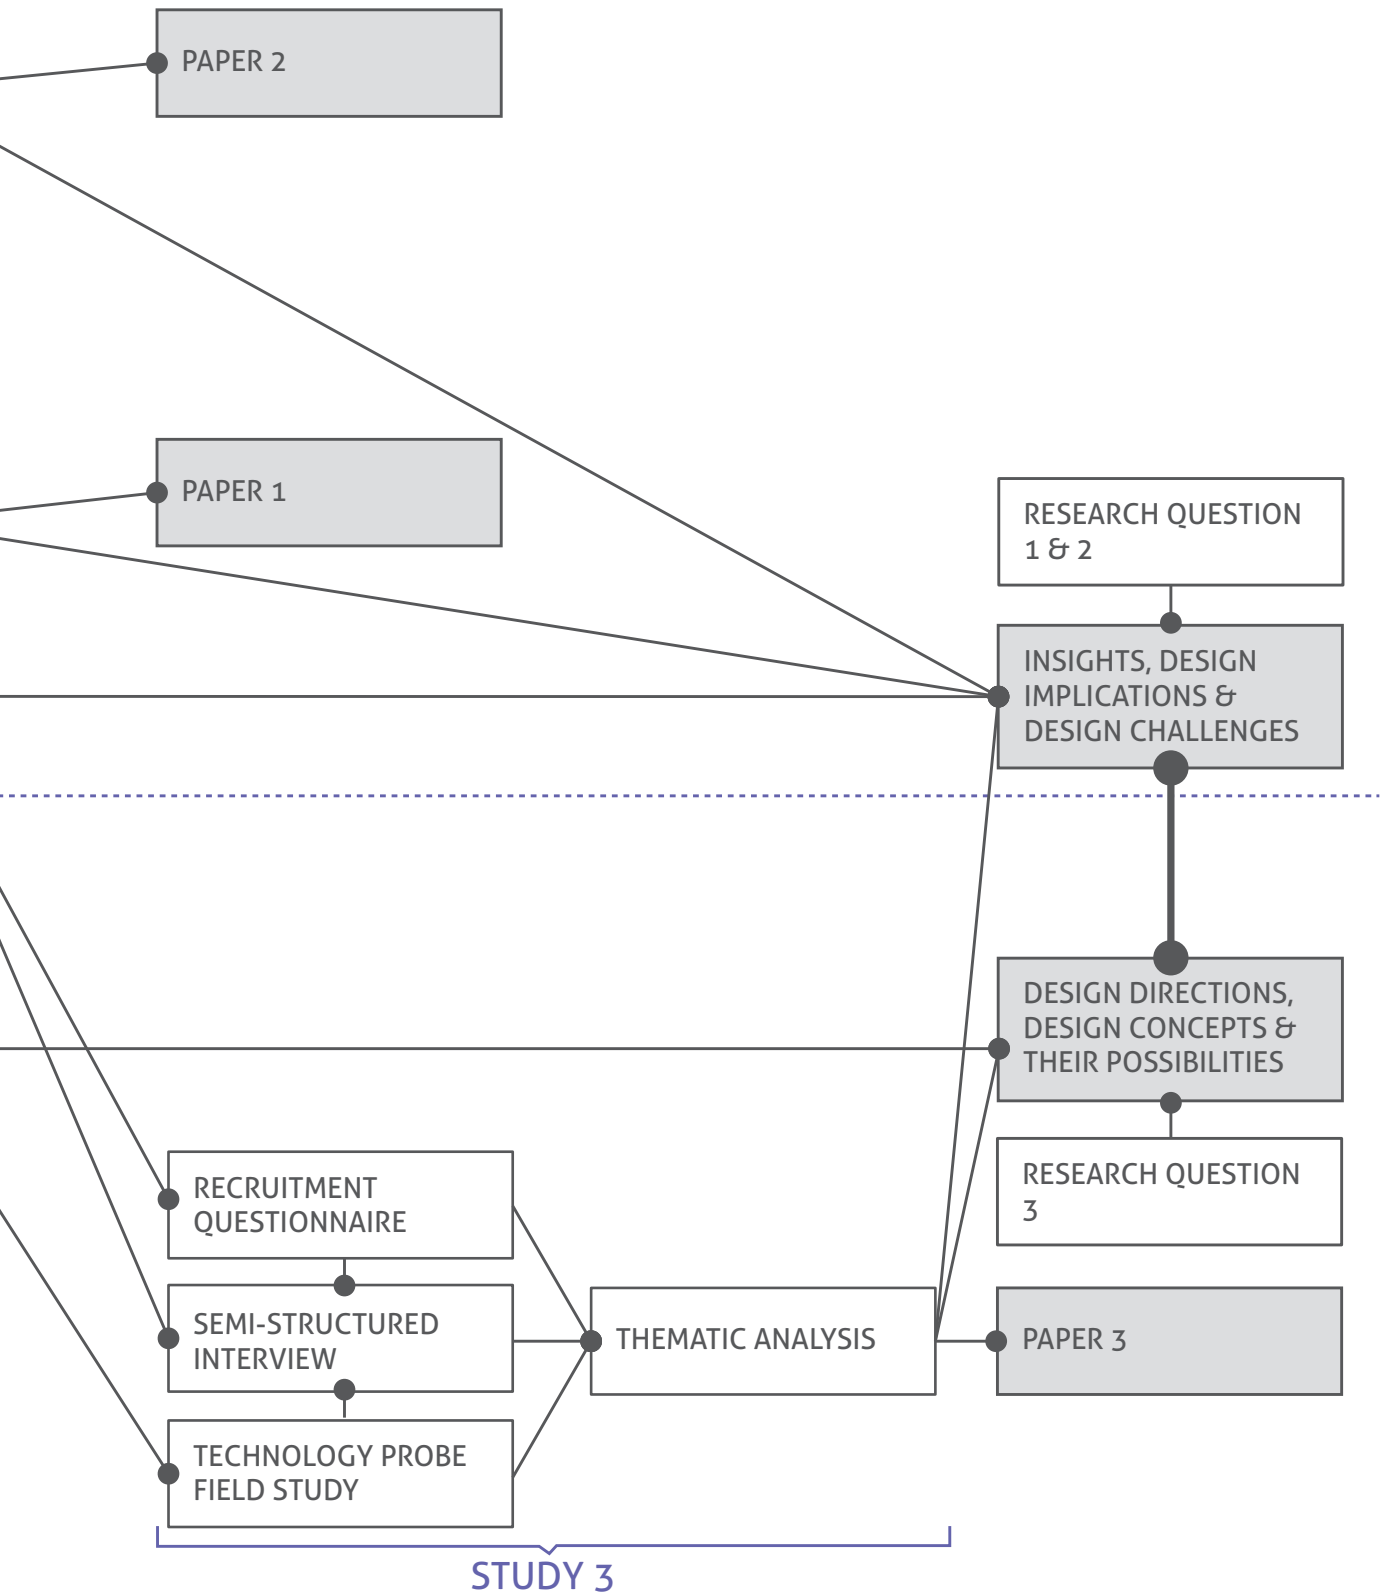 PAPER 2
PAPER 1
RESEARCH QUESTION
1 & 2
INSIGHTS, DESIGN
IMPLICATIONS &
DESIGN CHALLENGES
DESIGN DIRECTIONS,
DESIGN CONCEPTS &
THEIR POSSIBILITIES
RESEARCH QUESTION
3
RECRUITMENT
QUESTIONNAIRE
SEMI-STRUCTURED
INTERVIEW
THEMATIC ANALYSIS
PAPER 3
TECHNOLOGY PROBE
FIELD STUDY
STUDY 3